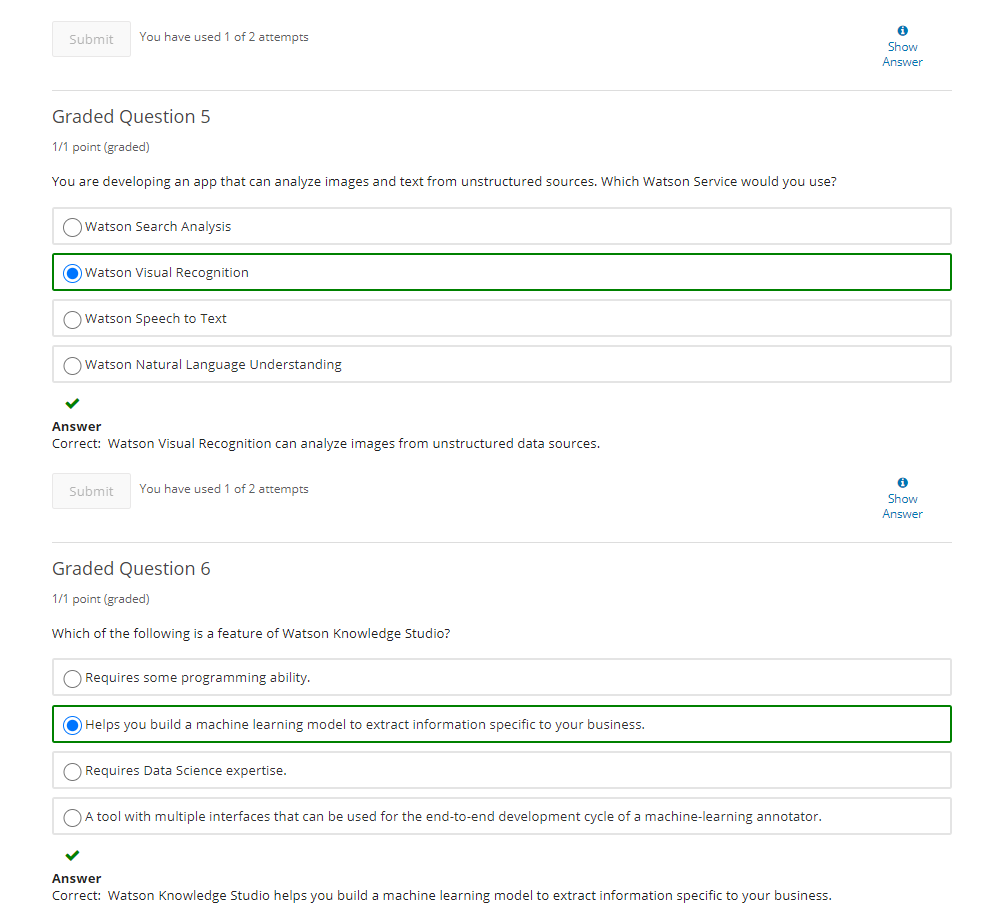 Submit You have used 1 of 2 attempts
Show
Answer
Graded Question 5
1/1 point (graded)
You are developing an app that can analyze images and text from unstructured sources. Which Watson Service would you use?
Watson Search Analysis
Watson Visual Recognition
Watson Speech to Text
Watson Natural Language Understanding
Answer
Correct: Watson Visual Recognition can analyze images from unstructured data sources.
Submit You have used 1 of 2 attempts
Show
Answer
Graded Question 6
1/1 point (graded)
Which of the following is a feature of Watson Knowledge Studio?
Requires some programming ability.
Helps you build a machine learning model to extract information specific to your business.
Requires Data Science expertise.
A tool with multiple interfaces that can be used for the end-to-end development cycle of a machine-learning annotator.
Answer
Correct: Watson Knowledge Studio helps you build a machine learning model to extract information specific to your business.